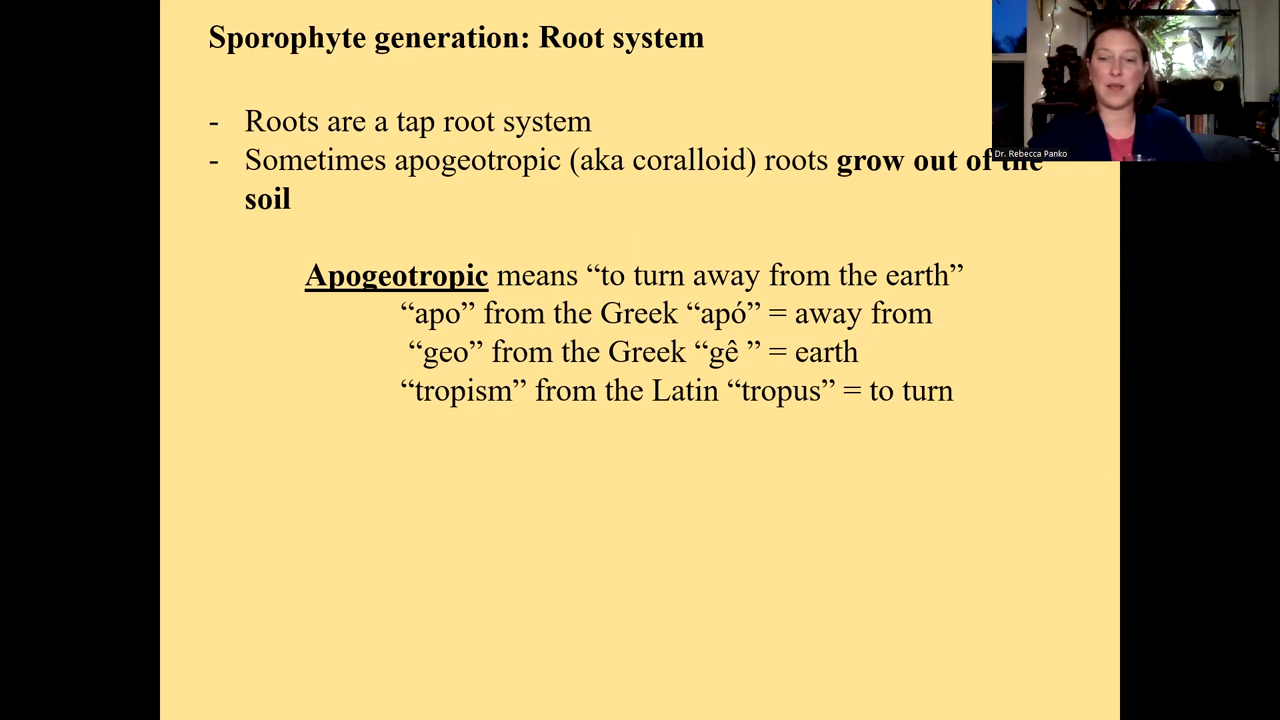 Sporophyte generation: Root system
- Roots are a tap root system
- Sometimes apogeotropic (aka coralloid) roots grow out of the
soil
Apogeotropic means “to turn away from the earth”
“apo” from the Greek “apó” = away from
“geo” from the Greek “gê ” = earth
“tropism” from the Latin “tropus” = to turn
Dr. Rebecca Panko